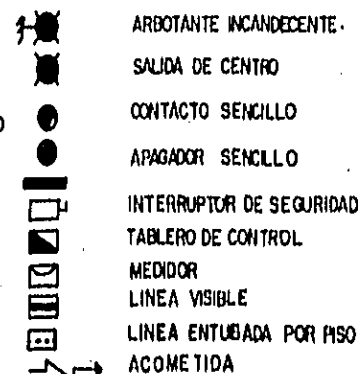 ARBOTANTE INCANDECENTE.
SALIDA DE CENTRO
CONTACTO SENCILLO
APAGADOR SENCILLO
INTERRUPTOR DE SEGURIDAD
TABLERO DE CONTROL
MEDIDOR
LINEA VISIBLE
LINEA ENTUBADA POR PISO
ACOMETIDA